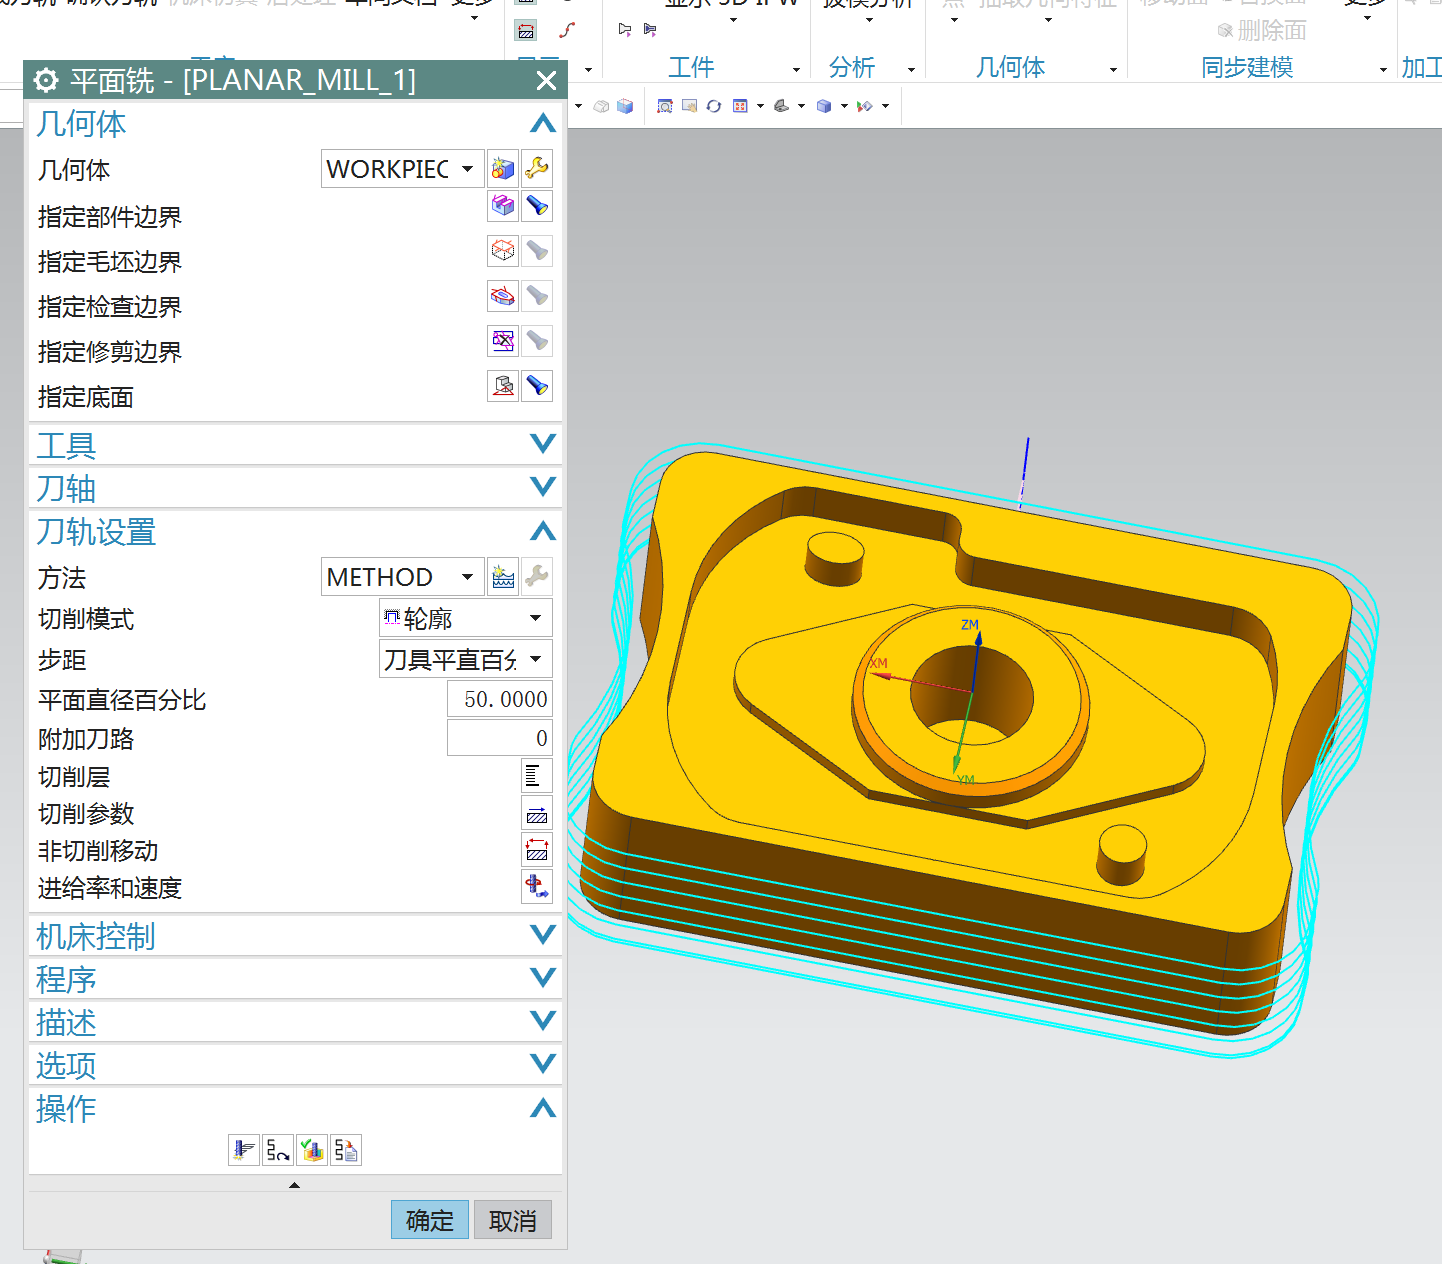 更多
更多
删除面
工件
分析
几何体
同步建模
加工
平面铣 - [PLANAR_MILL_1]
几何体
几何体
WORKPIEC
指定部件边界
指定毛坯边界
指定检查边界
指定修剪边界
指定底面
工具
刀轴
刀轨设置
方法
METHOD
切削模式
轮廓
步距
刀具平直百分
平面直径百分比
50.0000
附加刀路
0
切削层
切削参数
非切削移动
进给率和速度
机床控制
程序
描述
选项
操作
确定
取消
ZM
XM
YM